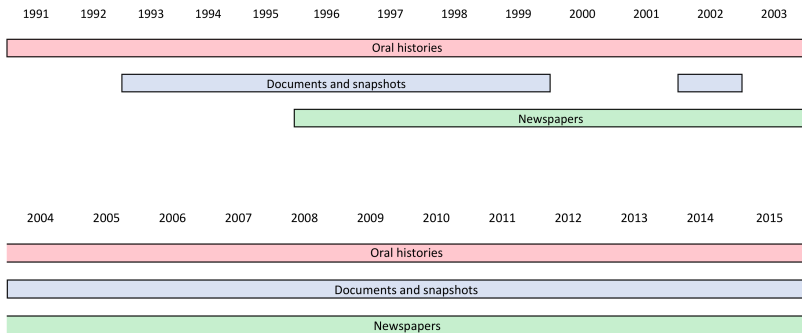 1991 1992 1993 1994 1995 1996 1997 1998 1999 2000 2001 2002 2003
Oral histories
Documents and snapshots
Newspapers
2004 2005 2006 2007 2008 2009 2010 2011 2012 2013 2014 2015
Oral histories
Documents and snapshots
Newspapers